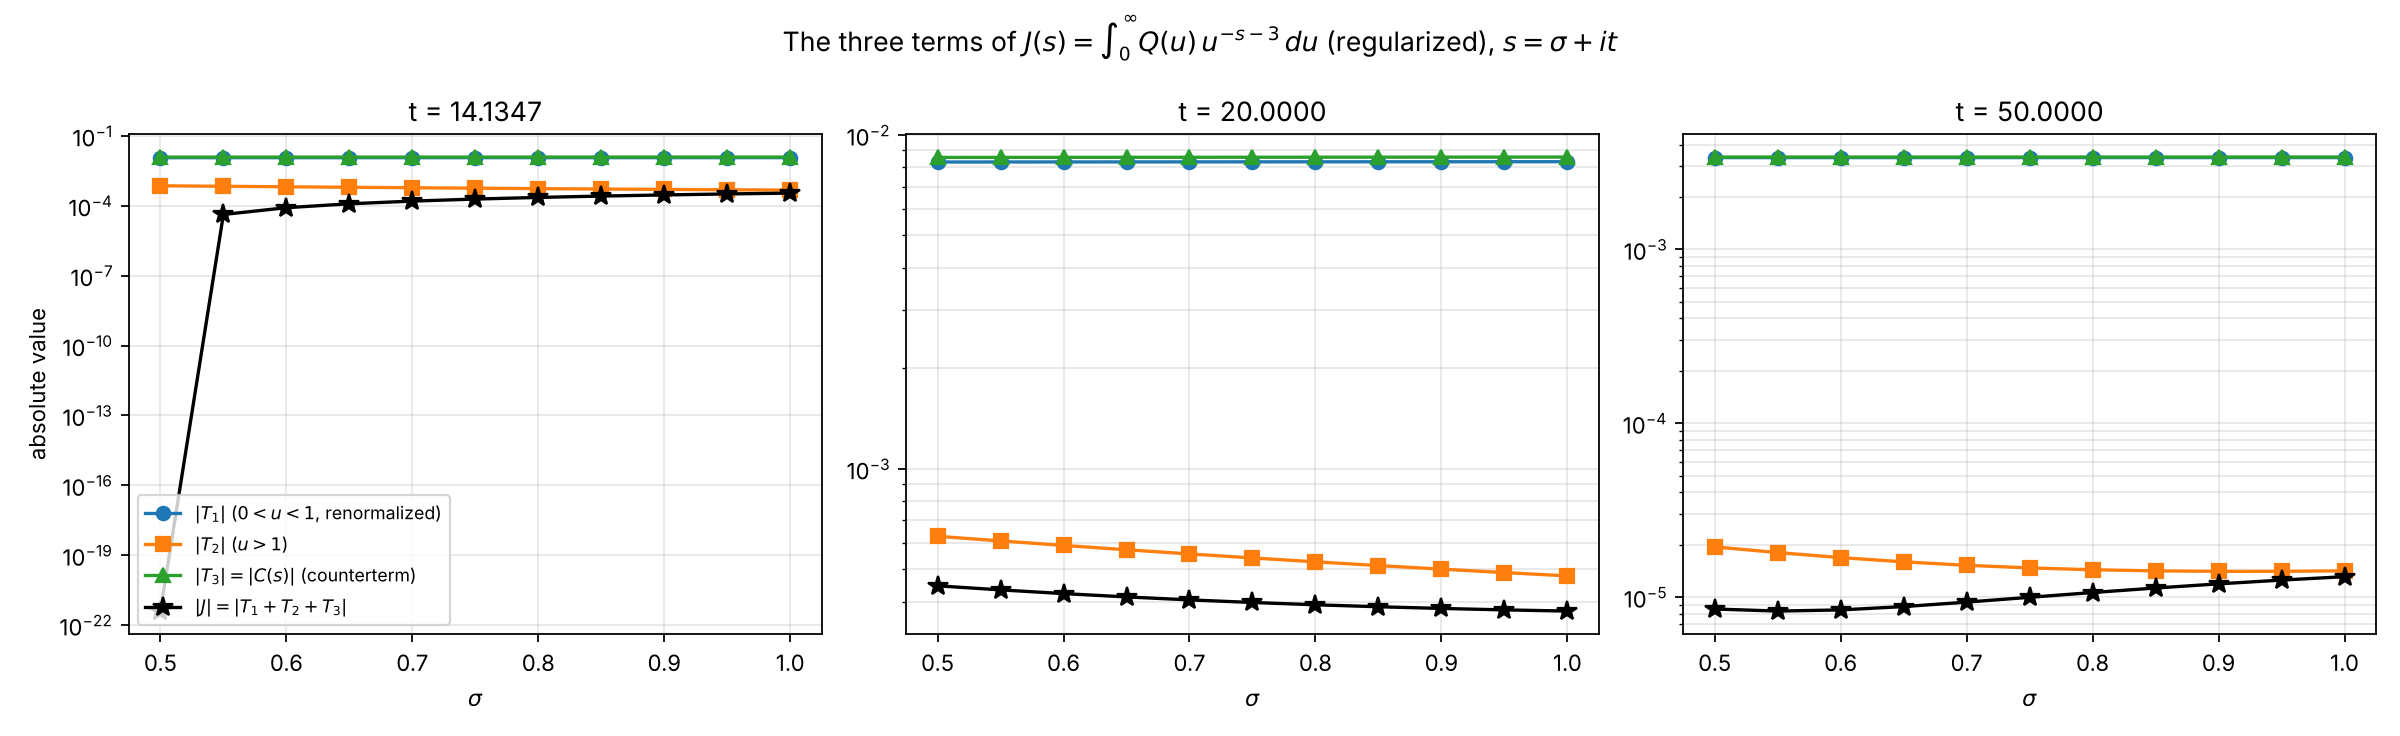 The three terms of J(s) = ∫₀^∞ Q(u) u^{−s−3} du (regularized), s = σ + it
t = 14.1347
absolute value
10⁻¹
10⁻⁴
10⁻⁷
10⁻¹⁰
10⁻¹³
10⁻¹⁶
10⁻¹⁹
10⁻²²
|T₁| (0 < u < 1, renormalized)
|T₂| (u > 1)
|T₃| = |C(s)| (counterterm)
|J| = |T₁ + T₂ + T₃|
0.5 0.6 0.7 0.8 0.9 1.0
σ
t = 20.0000
10⁻²
10⁻³
0.5 0.6 0.7 0.8 0.9 1.0
σ
t = 50.0000
10⁻³
10⁻⁴
10⁻⁵
0.5 0.6 0.7 0.8 0.9 1.0
σ